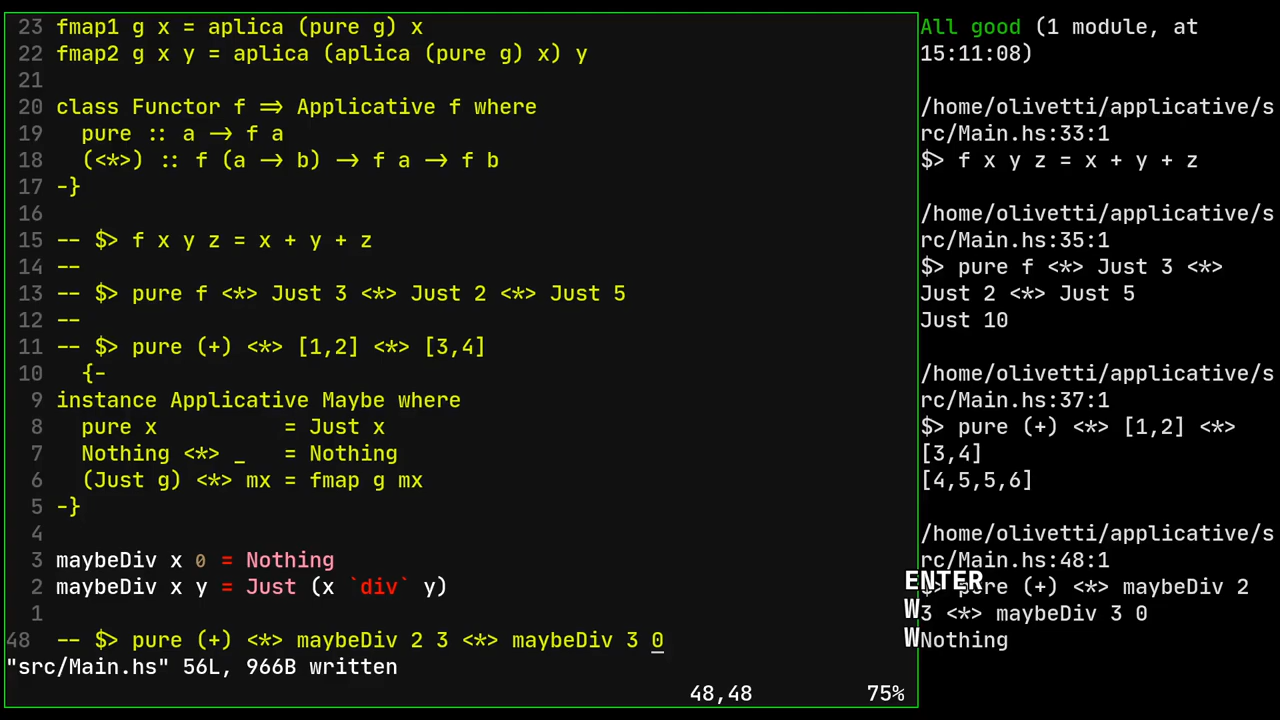 23 fmap1 g x = aplica (pure g) x
22 fmap2 g x y = aplica (aplica (pure g) x) y
21
20 class Functor f => Applicative f where
19   pure :: a -> f a
18   (<*>) :: f (a -> b) -> f a -> f b
17 -}
16
15 -- $> f x y z = x + y + z
14 --
13 -- $> pure f <*> Just 3 <*> Just 2 <*> Just 5
12 --
11 -- $> pure (+) <*> [1,2] <*> [3,4]
10   {-
9 instance Applicative Maybe where
8   pure x          = Just x
7   Nothing <*> _   = Nothing
6   (Just g) <*> mx = fmap g mx
5 -}
4
3 maybeDiv x 0 = Nothing
2 maybeDiv x y = Just (x `div` y)
1
48 -- $> pure (+) <*> maybeDiv 2 3 <*> maybeDiv 3 0
"src/Main.hs" 56L, 966B written
48,48 75%
All good (1 module, at
15:11:08)
/home/olivetti/applicative/s
rc/Main.hs:33:1
$> f x y z = x + y + z
/home/olivetti/applicative/s
rc/Main.hs:35:1
$> pure f <*> Just 3 <*>
Just 2 <*> Just 5
Just 10
/home/olivetti/applicative/s
rc/Main.hs:37:1
$> pure (+) <*> [1,2] <*>
[3,4]
[4,5,5,6]
/home/olivetti/applicative/s
rc/Main.hs:48:1
$> pure (+) <*> maybeDiv 2
3 <*> maybeDiv 3 0
Nothing
ENTER
W
W